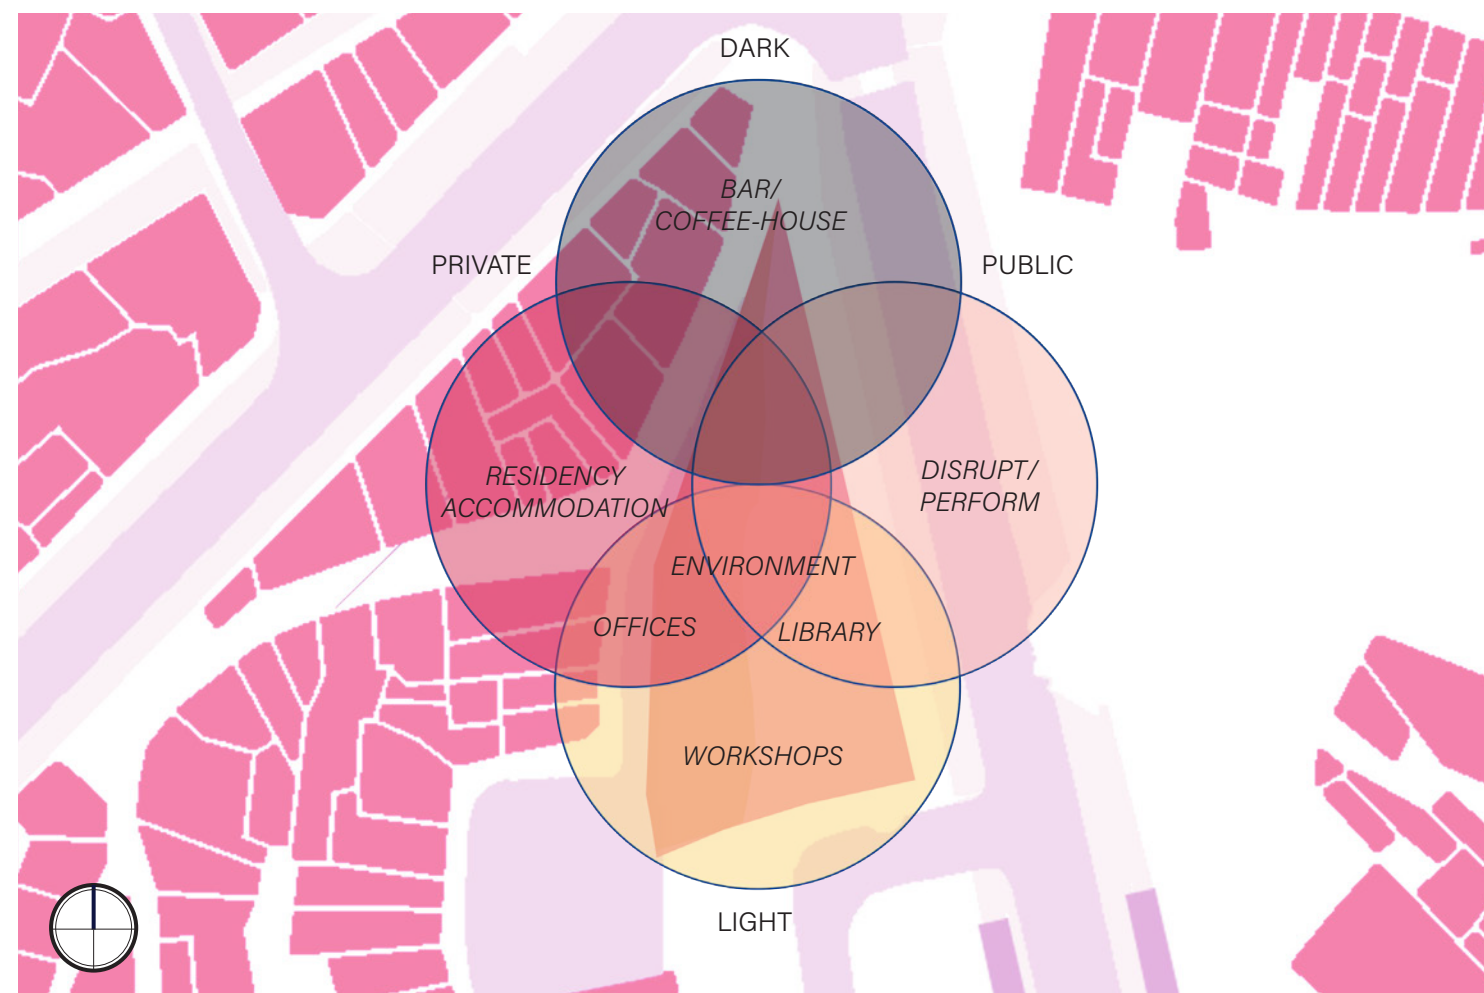 DARK
BAR/
COFFEE-HOUSE
PRIVATE
PUBLIC
RESIDENCY
ACCOMMODATION
DISRUPT/
PERFORM
ENVIRONMENT
OFFICES
LIBRARY
WORKSHOPS
LIGHT